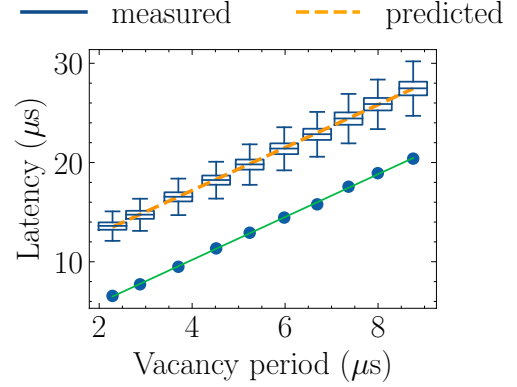 measured predicted
30
20
10
Latency (μs)
2 4 6 8
Vacancy period (μs)